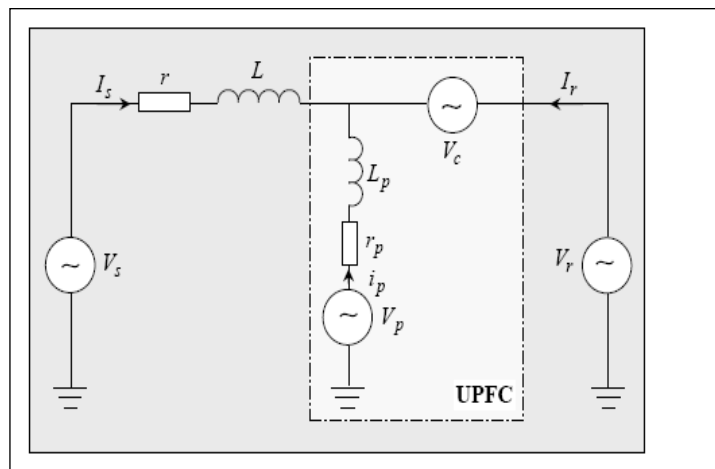 I_s
r
L
I_r
~
V_c
L_p
r_p
~
V_s
i_p
~
V_p
V_r
~
UPFC